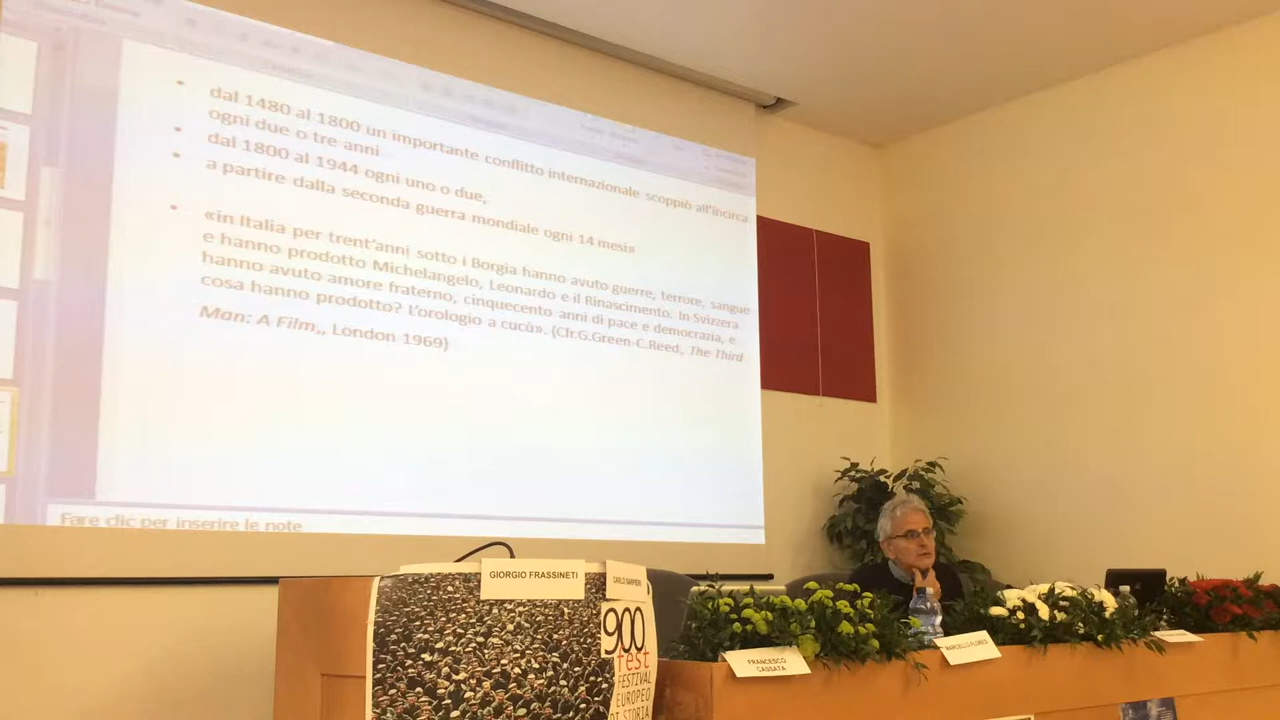 dal 1480 al 1800 un importante conflitto internazionale scoppiò all'incirca
ogni due o tre anni
dal 1800 al 1944 ogni uno o due,
a partire dalla seconda guerra mondiale ogni 14 mesi»
«in Italia per trent'anni sotto i Borgia hanno avuto guerre, terrore, sangue
e hanno prodotto Michelangelo, Leonardo e il Rinascimento. In Svizzera
hanno avuto amore fraterno, cinquecento anni di pace e democrazia, e
cosa hanno prodotto? L'orologio a cucù». (Cfr.G.Green-C.Reed, The Third
Man: A Film,, London 1969)
Fare clic per inserire le note
GIORGIO FRASSINETI
CARLO SARPIERI
900
fest
FESTIVAL
EUROPEO
DI STORIA
FRANCESCO
CASSATA
MARCELLO FLORES